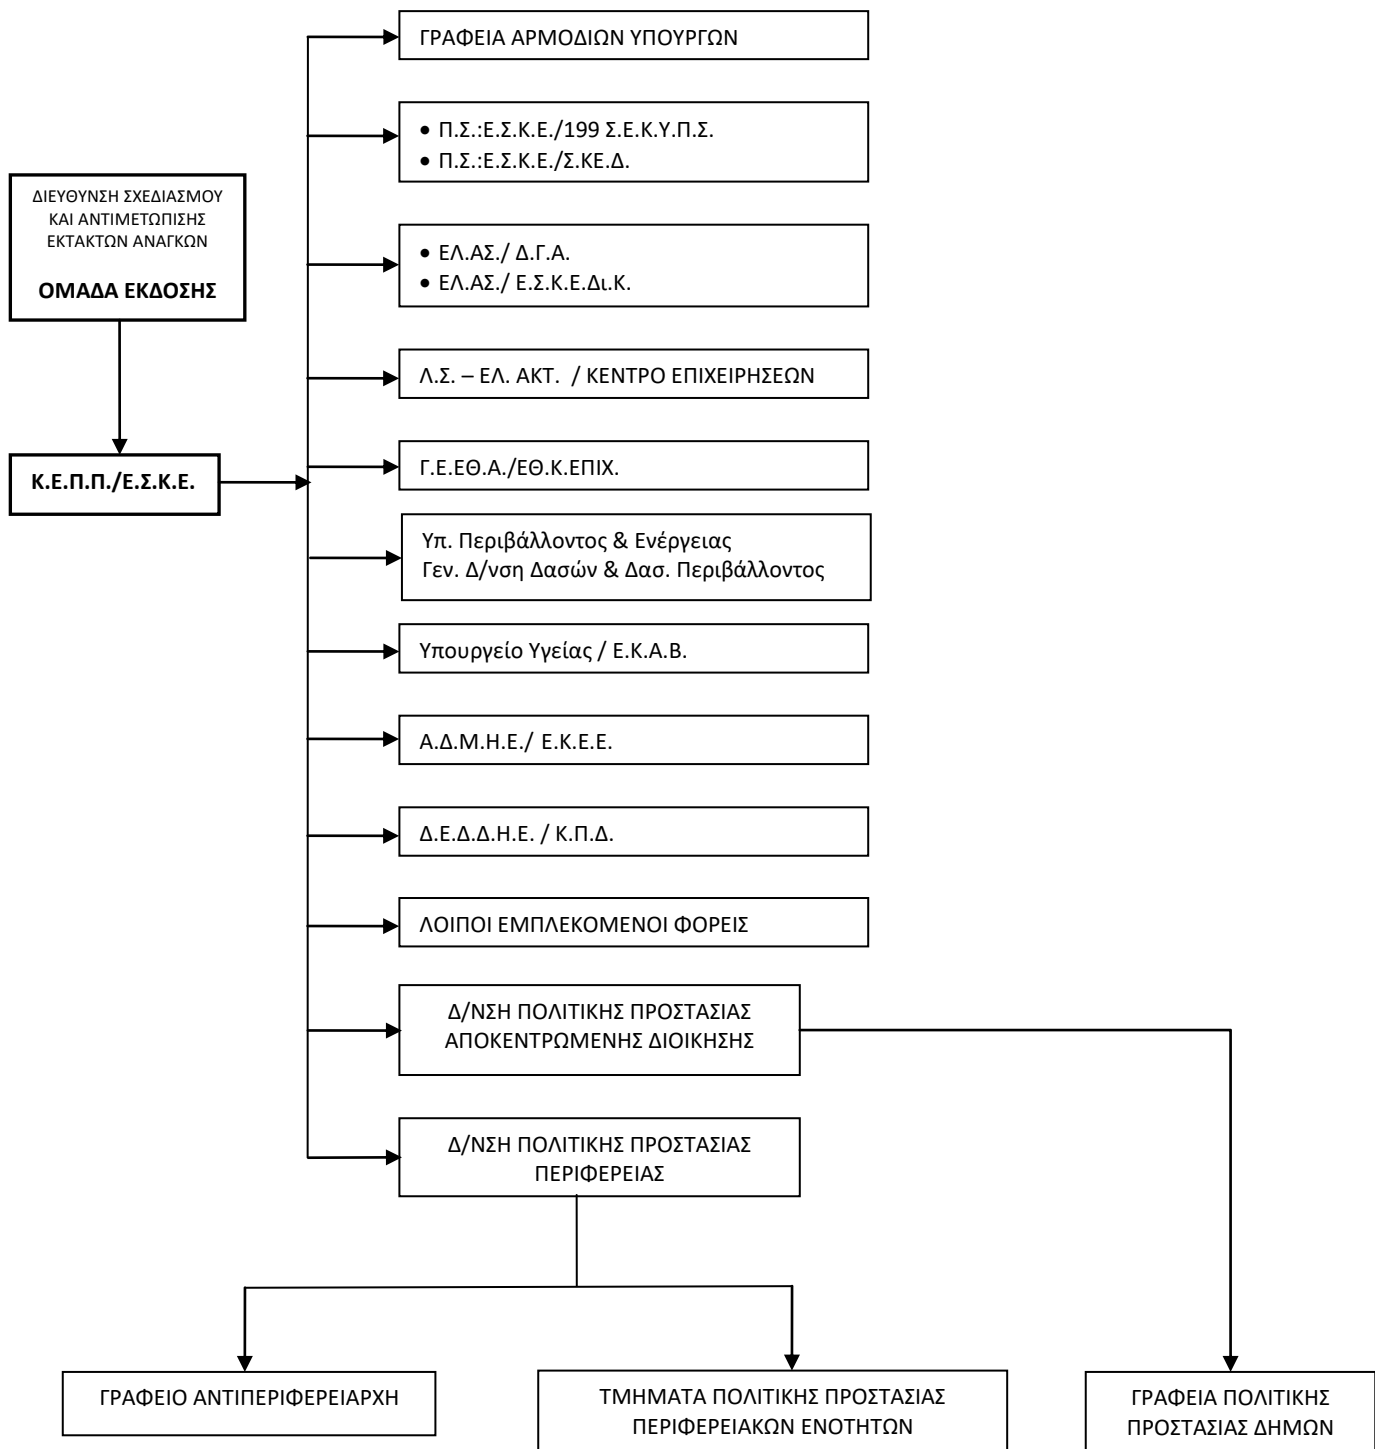 ΓΡΑΦΕΙΑ ΑΡΜΟΔΙΩΝ ΥΠΟΥΡΓΩΝ
• Π.Σ.:Ε.Σ.Κ.Ε./199 Σ.Ε.Κ.Υ.Π.Σ.
• Π.Σ.:Ε.Σ.Κ.Ε./Σ.ΚΕ.Δ.
ΔΙΕΥΘΥΝΣΗ ΣΧΕΔΙΑΣΜΟΥ
ΚΑΙ ΑΝΤΙΜΕΤΩΠΙΣΗΣ
ΕΚΤΑΚΤΩΝ ΑΝΑΓΚΩΝ
ΟΜΑΔΑ ΕΚΔΟΣΗΣ
• ΕΛ.ΑΣ./ Δ.Γ.Α.
• ΕΛ.ΑΣ./ Ε.Σ.Κ.Ε.Δι.Κ.
Λ.Σ. – ΕΛ. ΑΚΤ. / ΚΕΝΤΡΟ ΕΠΙΧΕΙΡΗΣΕΩΝ
Κ.Ε.Π.Π./Ε.Σ.Κ.Ε.
Γ.Ε.ΕΘ.Α./ΕΘ.Κ.ΕΠΙΧ.
Υπ. Περιβάλλοντος & Ενέργειας
Γεν. Δ/νση Δασών & Δασ. Περιβάλλοντος
Υπουργείο Υγείας / Ε.Κ.Α.Β.
Α.Δ.Μ.Η.Ε./ Ε.Κ.Ε.Ε.
Δ.Ε.Δ.Δ.Η.Ε. / Κ.Π.Δ.
ΛΟΙΠΟΙ ΕΜΠΛΕΚΟΜΕΝΟΙ ΦΟΡΕΙΣ
Δ/ΝΣΗ ΠΟΛΙΤΙΚΗΣ ΠΡΟΣΤΑΣΙΑΣ
ΑΠΟΚΕΝΤΡΩΜΕΝΗΣ ΔΙΟΙΚΗΣΗΣ
Δ/ΝΣΗ ΠΟΛΙΤΙΚΗΣ ΠΡΟΣΤΑΣΙΑΣ
ΠΕΡΙΦΕΡΕΙΑΣ
ΓΡΑΦΕΙΟ ΑΝΤΙΠΕΡΙΦΕΡΕΙΑΡΧΗ
ΤΜΗΜΑΤΑ ΠΟΛΙΤΙΚΗΣ ΠΡΟΣΤΑΣΙΑΣ
ΠΕΡΙΦΕΡΕΙΑΚΩΝ ΕΝΟΤΗΤΩΝ
ΓΡΑΦΕΙΑ ΠΟΛΙΤΙΚΗΣ
ΠΡΟΣΤΑΣΙΑΣ ΔΗΜΩΝ